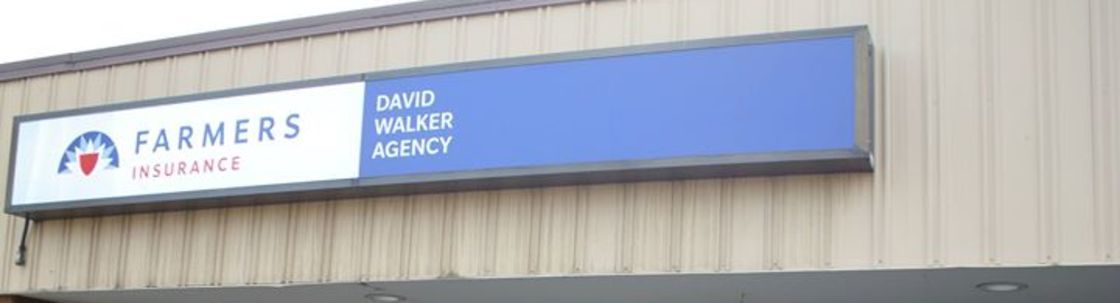 FARMERS
INSURANCE
DAVID
WALKER
AGENCY